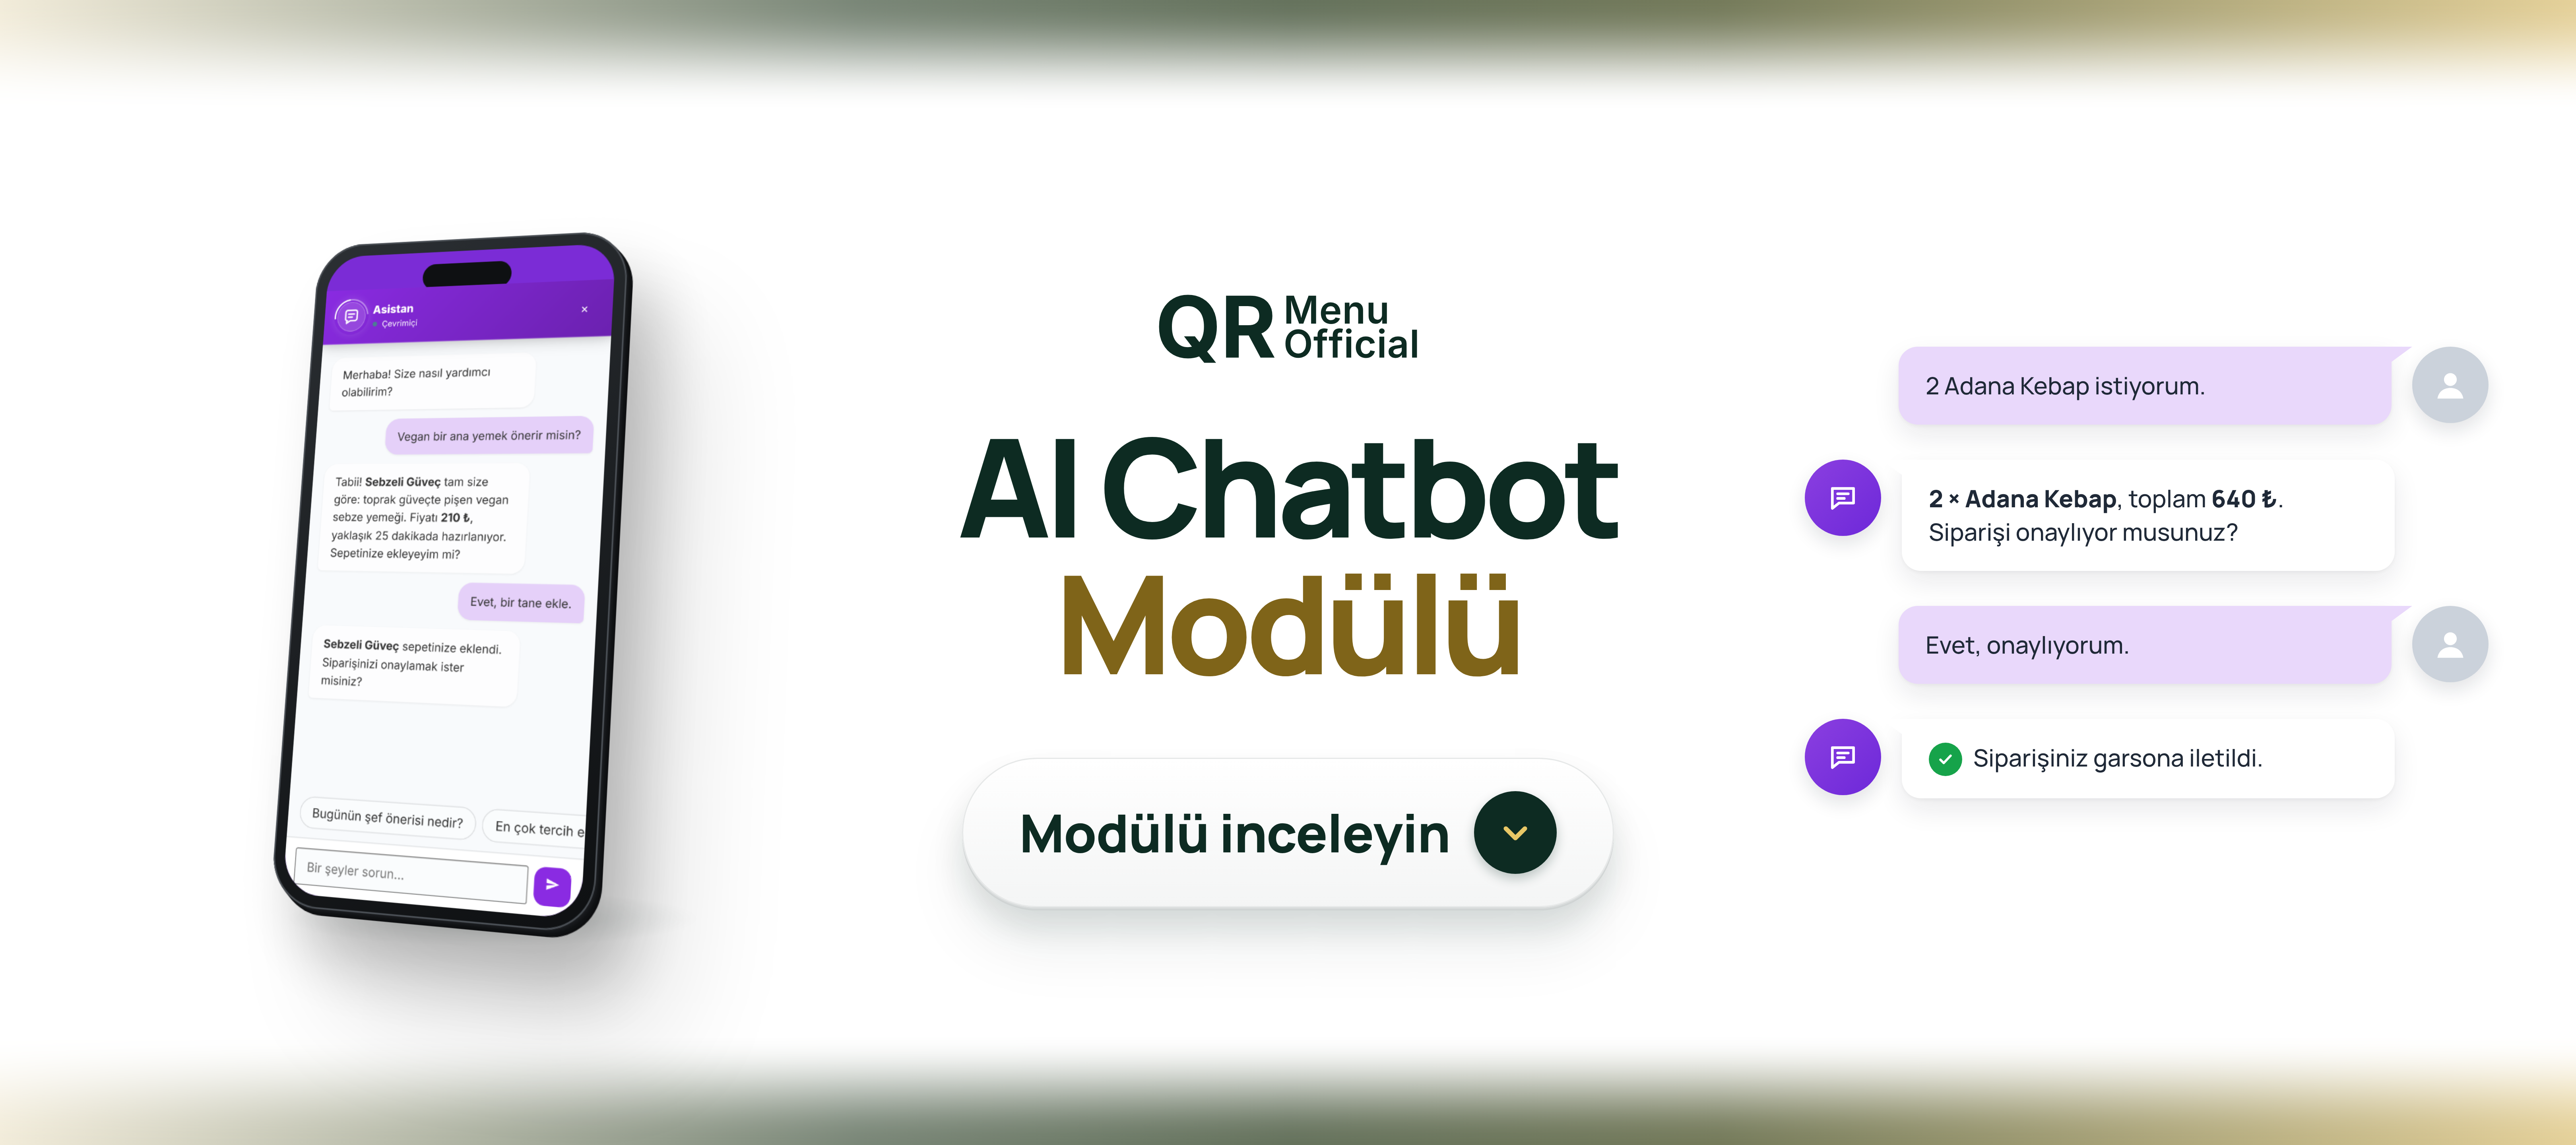 Asistan
Çevrimiçi
×
Merhaba! Size nasıl yardımcı
olabilirim?
Vegan bir ana yemek önerir misin?
Tabii! Sebzeli Güveç tam size
göre: toprak güveçte pişen vegan
sebze yemeği. Fiyatı 210 ₺,
yaklaşık 25 dakikada hazırlanıyor.
Sepetinize ekleyeyim mi?
Evet, bir tane ekle.
Sebzeli Güveç sepetinize eklendi.
Siparişinizi onaylamak ister
misiniz?
Bugünün şef önerisi nedir?
En çok tercih e
Bir şeyler sorun...
QR Menu
Official
AI Chatbot
Modülü
Modülü inceleyin
2 Adana Kebap istiyorum.
2 × Adana Kebap, toplam 640 ₺.
Siparişi onaylıyor musunuz?
Evet, onaylıyorum.
Siparişiniz garsona iletildi.